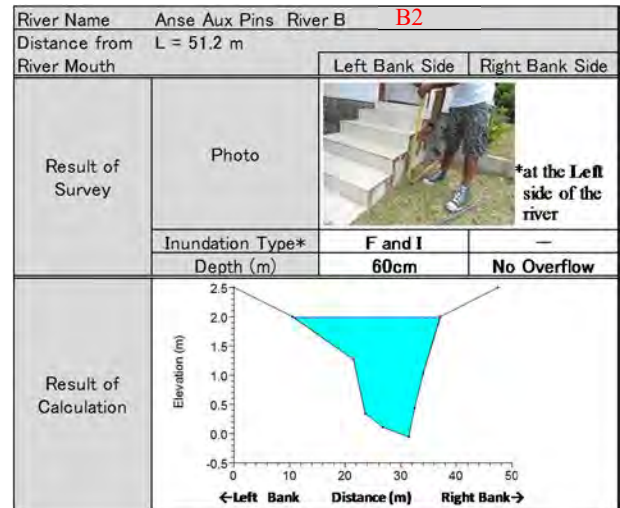 River Name Anse Aux Pins River B B2
Distance from L = 51.2 m
River Mouth Left Bank Side Right Bank Side
Result of
Survey
Photo
*at the Left
side of the
river
Inundation Type* F and I —
Depth (m) 60cm No Overflow
Result of
Calculation
Elevation (m)
2.5
2.0
1.5
1.0
0.5
0.0
-0.5
0 10 20 30 40 50
←Left Bank Distance (m) Right Bank→